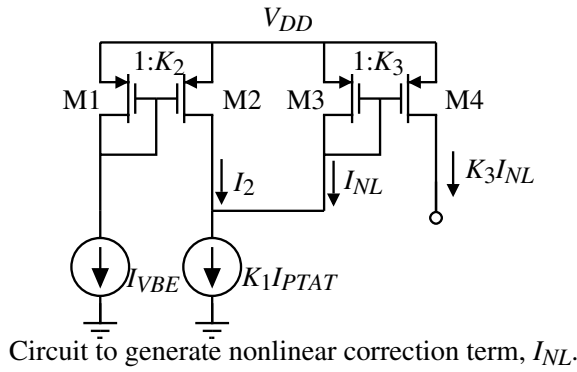 V_DD
1:K_2 1:K_3
M1 M2 M3 M4
I_2 I_NL K_3I_NL
I_VBE K_1I_PTAT
Circuit to generate nonlinear correction term, I_NL.